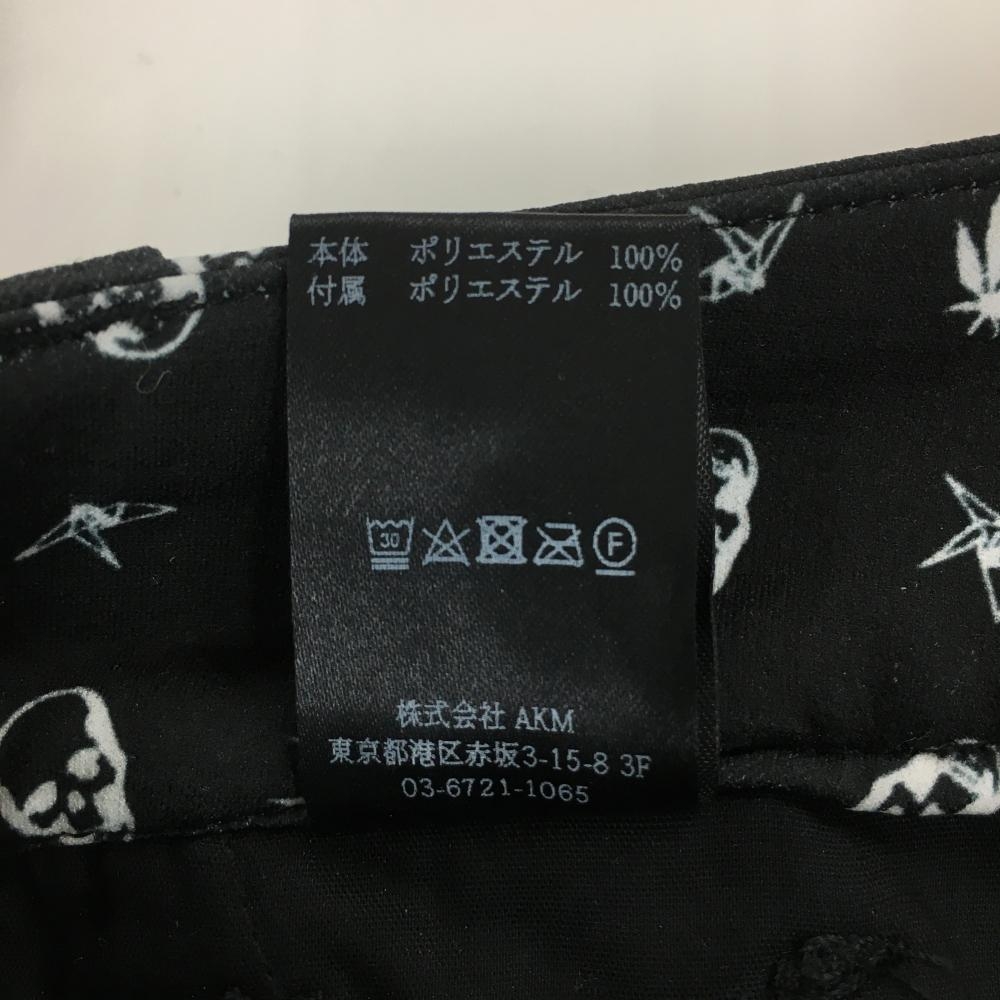 本体 ポリエステル 100%
付属 ポリエステル 100%
30 F
株式会社 AKM
東京都港区赤坂3-15-8 3F
03-6721-1065